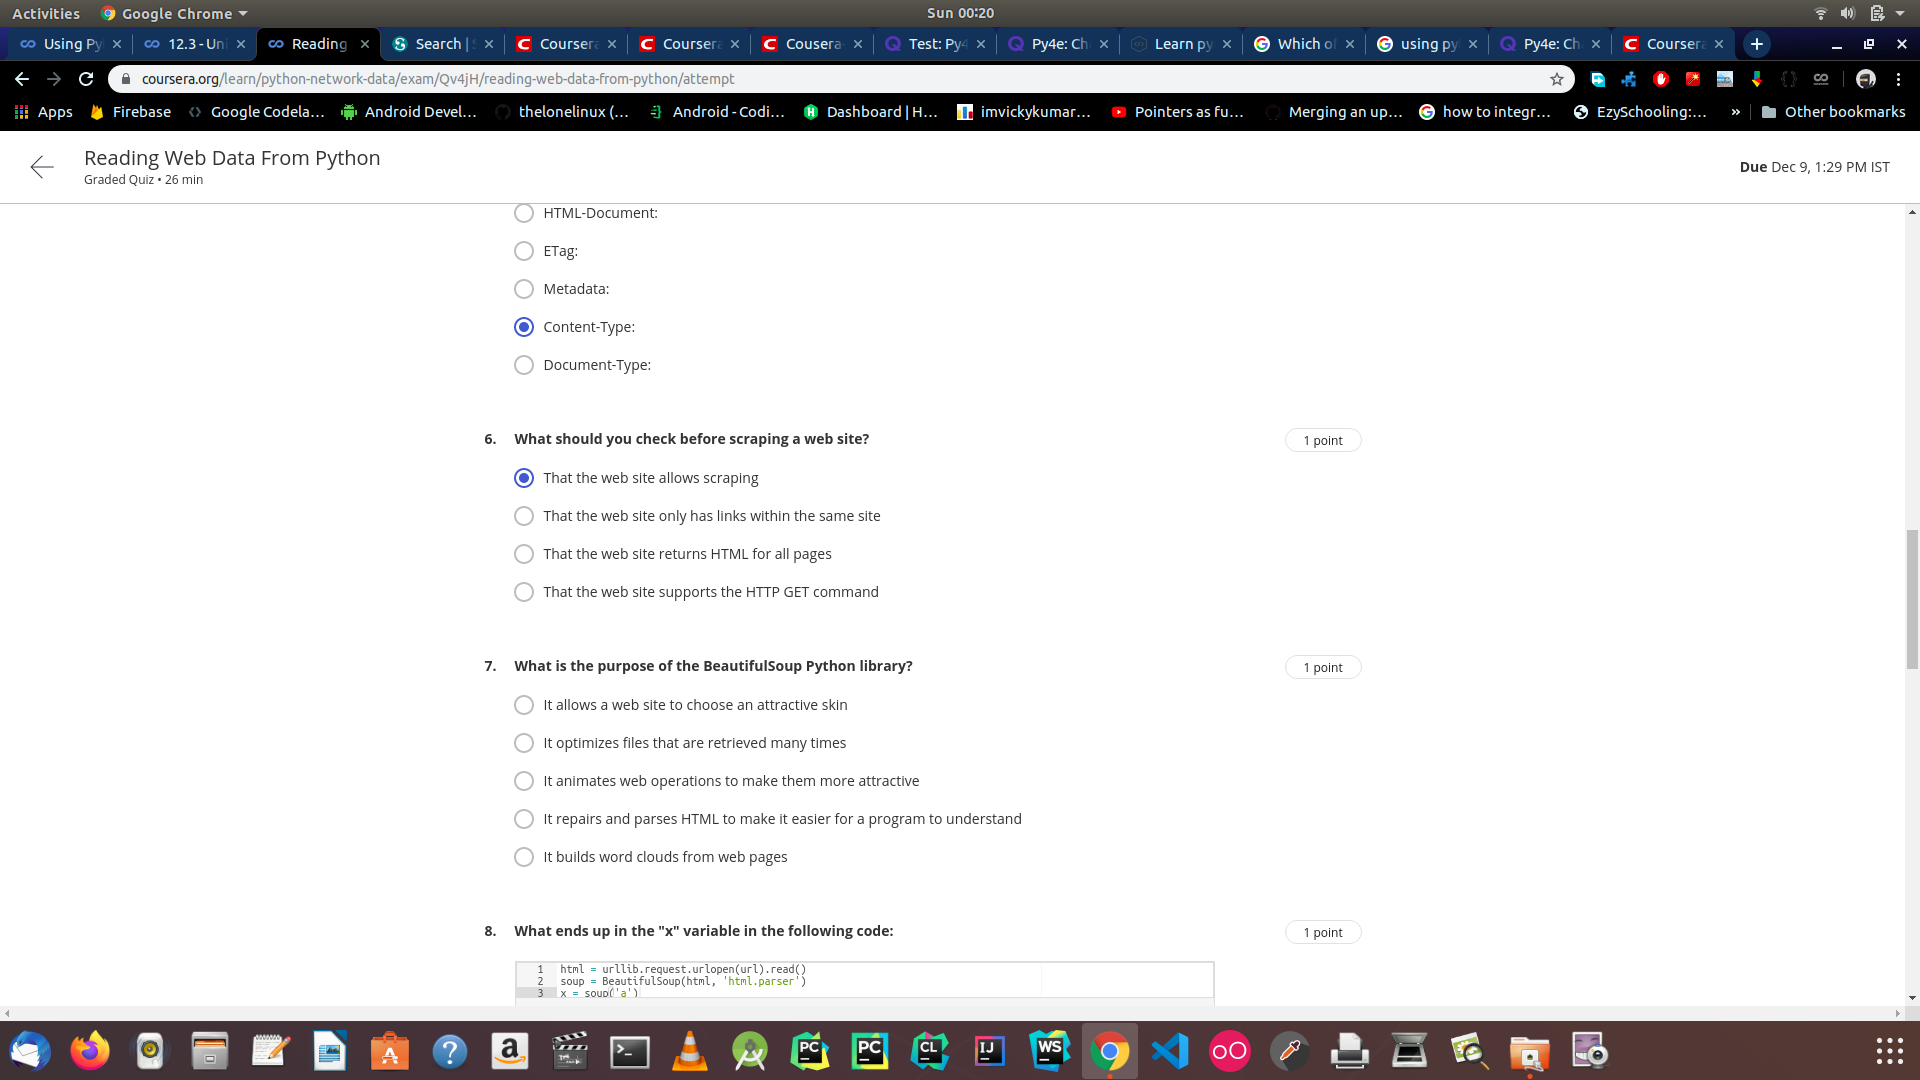 Activities
Google Chrome
Sun 00:20
Using Py
12.3 - Uni
Reading
Search |
Coursera
Coursera
Cousera
Test: Py4
Py4e: Ch
Learn py
Which of
using py
Py4e: Ch
Coursera
coursera.org/learn/python-network-data/exam/Qv4jH/reading-web-data-from-python/attempt
Apps
Firebase
Google Codela...
Android Devel...
thelonelinux (...
Android - Codi...
Dashboard | H...
imvickykumar...
Pointers as fu...
Merging an up...
how to integr...
EzySchooling:...
»
Other bookmarks
Reading Web Data From Python
Graded Quiz • 26 min
Due Dec 9, 1:29 PM IST
HTML-Document:
ETag:
Metadata:
Content-Type:
Document-Type:
6. What should you check before scraping a web site?
1 point
That the web site allows scraping
That the web site only has links within the same site
That the web site returns HTML for all pages
That the web site supports the HTTP GET command
7. What is the purpose of the BeautifulSoup Python library?
1 point
It allows a web site to choose an attractive skin
It optimizes files that are retrieved many times
It animates web operations to make them more attractive
It repairs and parses HTML to make it easier for a program to understand
It builds word clouds from web pages
8. What ends up in the "x" variable in the following code:
1 point
1 html = urllib.request.urlopen(url).read()
2 soup = BeautifulSoup(html, 'html.parser')
3 x = soup('a')
PC
PC
CL
IJ
WS